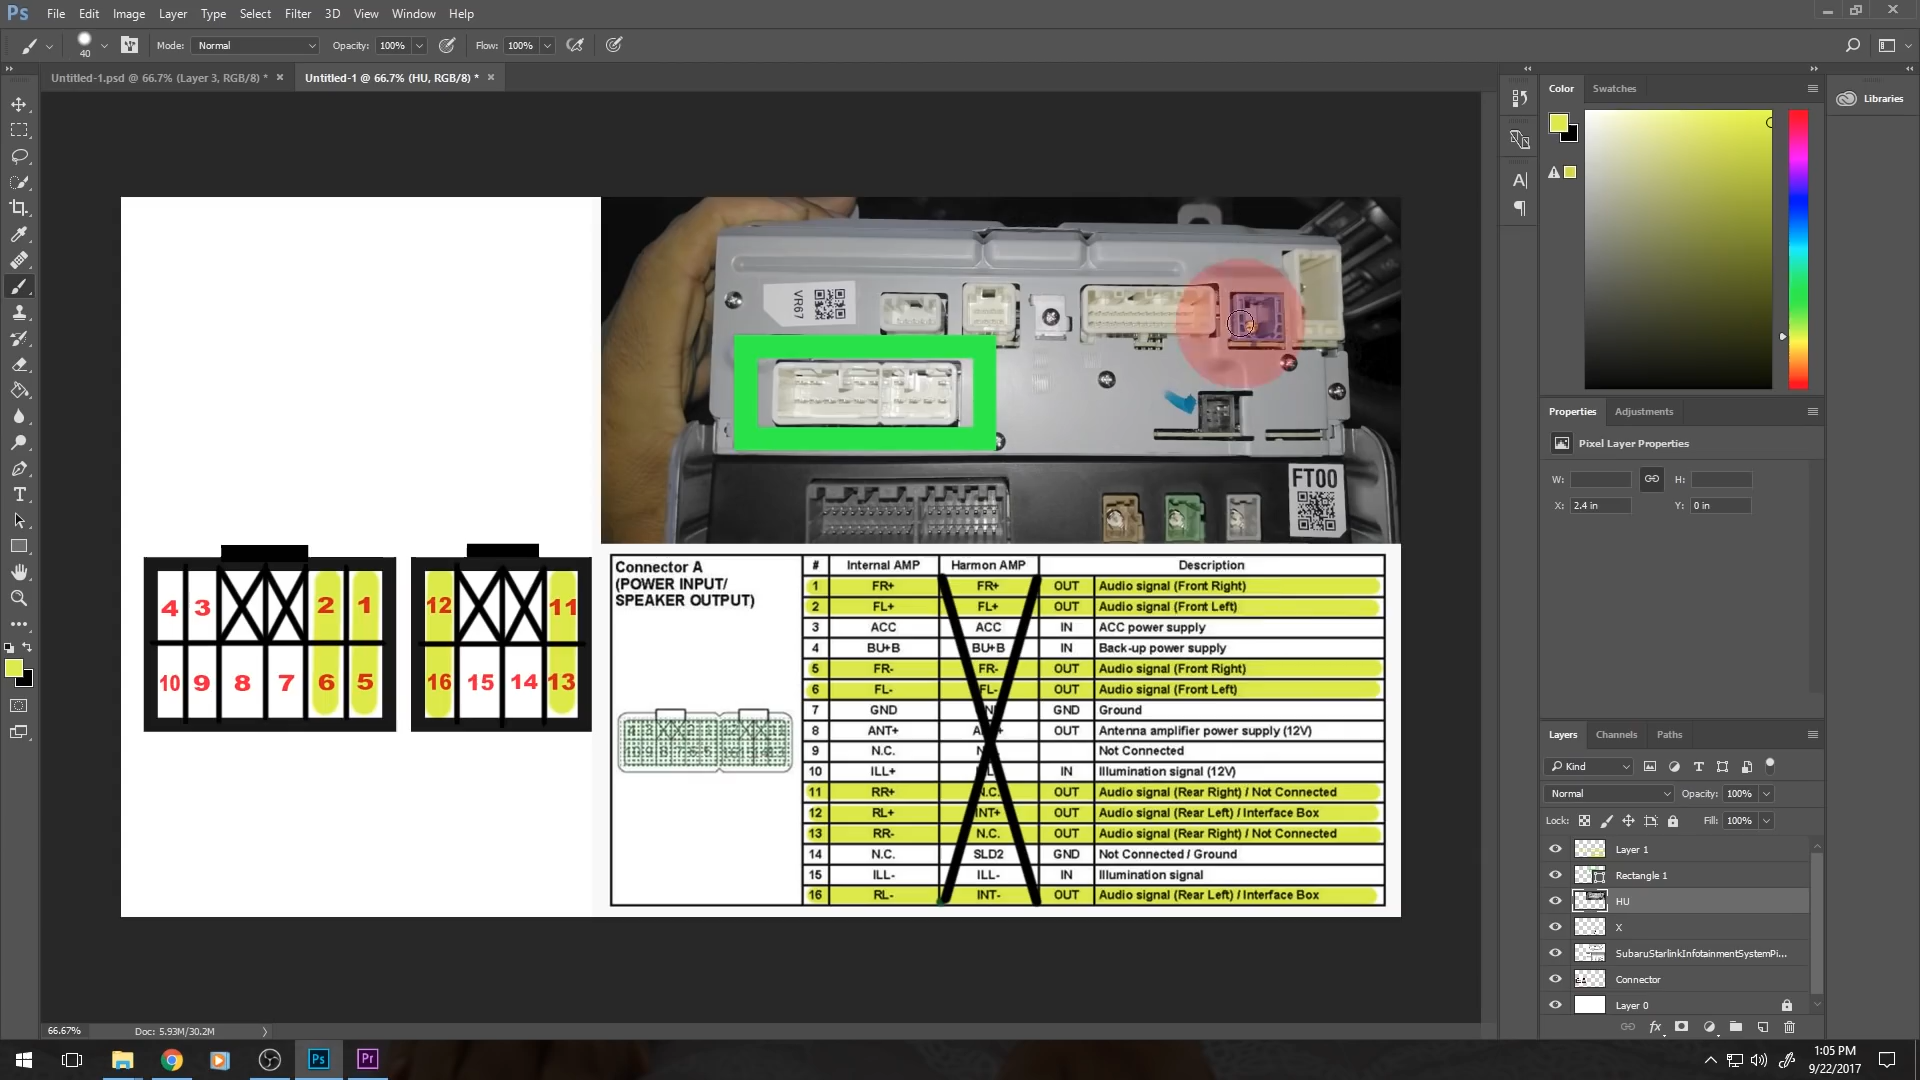 Ps File Edit Image Layer Type Select Filter 3D View Window Help
40 Mode: Normal Opacity: 100% Flow: 100%
Untitled-1.psd @ 66.7% (Layer 3, RGB/8) * × Untitled-1 @ 66.7% (HU, RGB/8) * ×
Color Swatches
Libraries
VR67
FT00
4 3 2 1 12 11
10 9 8 7 6 5 16 15 14 13
Connector A
(POWER INPUT/
SPEAKER OUTPUT)
# Internal AMP Harmon AMP Description
1 FR+ FR+ OUT Audio signal (Front Right)
2 FL+ FL+ OUT Audio signal (Front Left)
3 ACC ACC IN ACC power supply
4 BU+B BU+B IN Back-up power supply
5 FR- FR- OUT Audio signal (Front Right)
6 FL- FL- OUT Audio signal (Front Left)
7 GND GND Ground
8 ANT+ OUT Antenna amplifier power supply (12V)
9 N.C. Not Connected
10 ILL+ IN Illumination signal (12V)
11 RR+ N.C. OUT Audio signal (Rear Right) / Not Connected
12 RL+ INT+ OUT Audio signal (Rear Left) / Interface Box
13 RR- N.C. OUT Audio signal (Rear Right) / Not Connected
14 N.C. SLD2 GND Not Connected / Ground
15 ILL- ILL- IN Illumination signal
16 RL- INT- OUT Audio signal (Rear Left) / Interface Box
Properties Adjustments
Pixel Layer Properties
W: H:
X: 2.4 in Y: 0 in
Layers Channels Paths
Kind
Normal Opacity: 100%
Lock: Fill: 100%
Layer 1
Rectangle 1
HU
X
SubaruStarlinkInfotainmentSystemPi...
Connector
Layer 0
fx
66.67% Doc: 5.93M/30.2M
Ps Pr
1:05 PM
9/22/2017